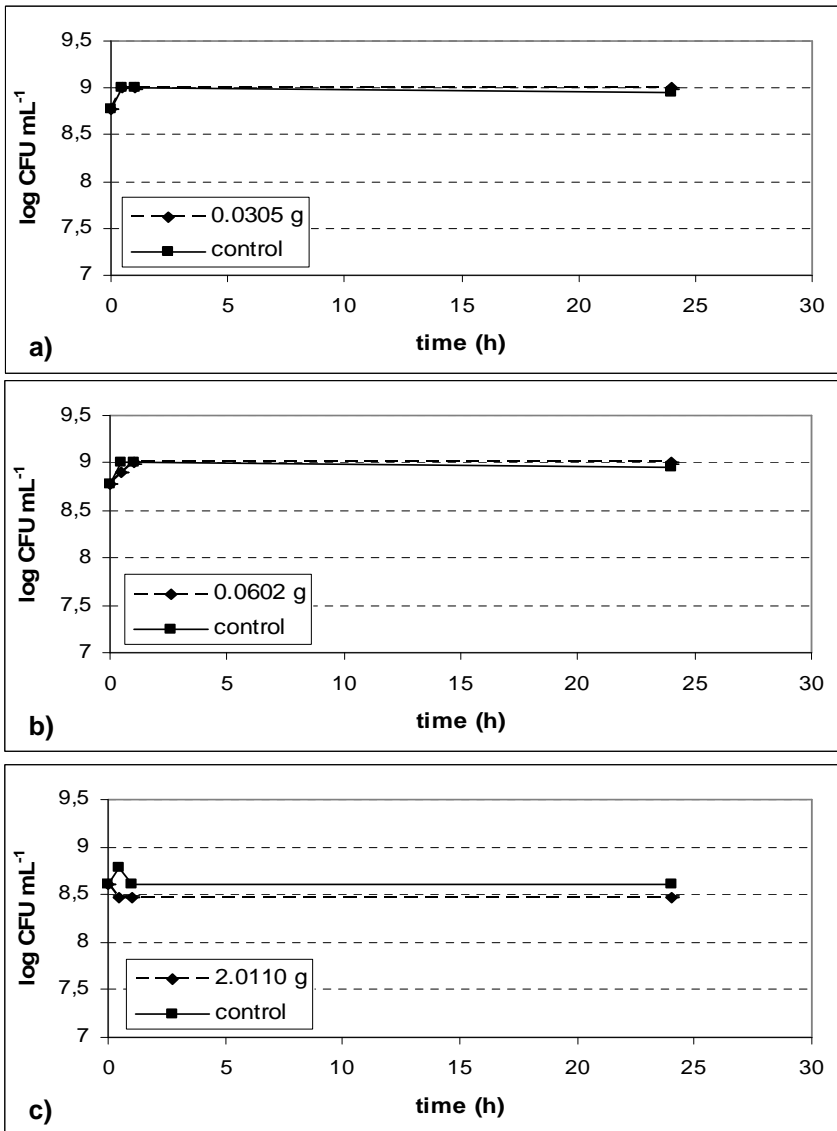 9,5
9
8,5
8
7,5
7
log CFU mL-1
0.0305 g
control
0 5 10 15 20 25 30
time (h)
a)
9,5
9
8,5
8
7,5
7
log CFU mL-1
0.0602 g
control
0 5 10 15 20 25 30
time (h)
b)
9,5
9
8,5
8
7,5
7
log CFU mL-1
2.0110 g
control
0 5 10 15 20 25 30
time (h)
c)